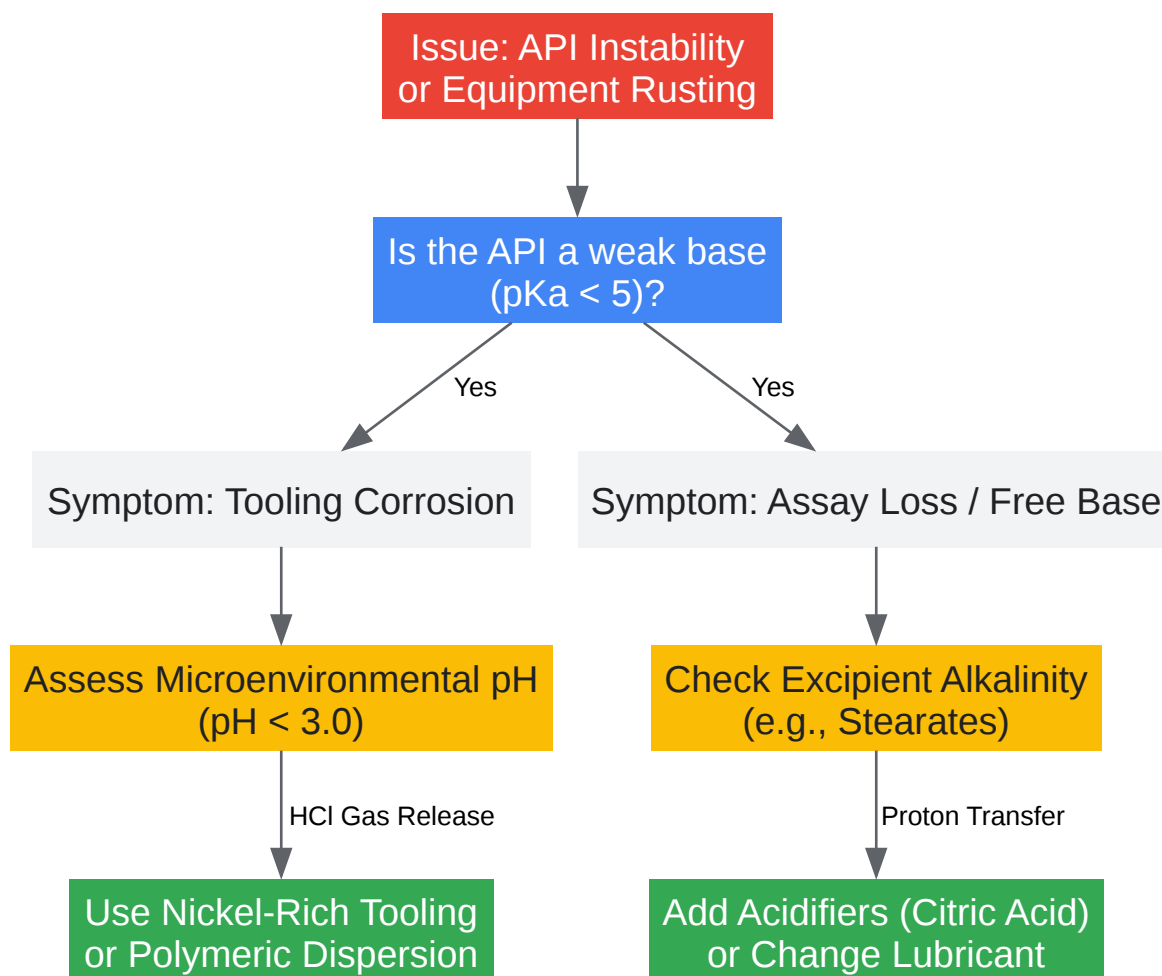 Issue: API Instability
or Equipment Rusting
Is the API a weak base
(pKa < 5)?
Yes
Yes
Symptom: Tooling Corrosion
Symptom: Assay Loss / Free Base
Assess Microenvironmental pH
(pH < 3.0)
Check Excipient Alkalinity
(e.g., Stearates)
HCl Gas Release
Proton Transfer
Use Nickel-Rich Tooling
or Polymeric Dispersion
Add Acidifiers (Citric Acid)
or Change Lubricant